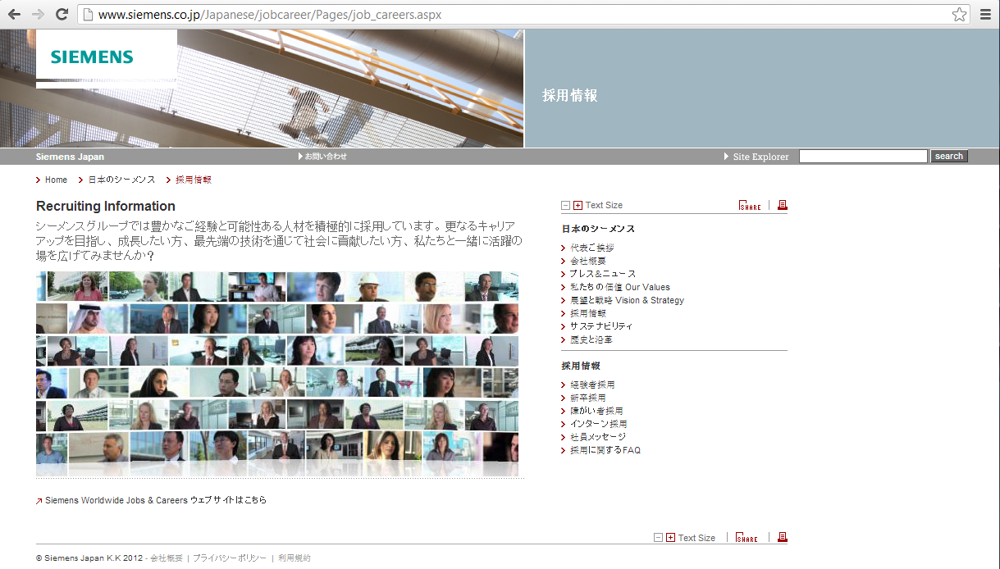 www.siemens.co.jp/Japanese/jobcareer/Pages/job_careers.aspx
SIEMENS
採用情報
Siemens Japan
お問い合わせ
Site Explorer
search
Home 日本のシーメンス 採用情報
Recruiting Information
シーメンスグループでは豊かなご経験と可能性ある人材を積極的に採用しています。更なるキャリア
アップを目指し、成長したい方、最先端の技術を通じて社会に貢献したい方、私たちと一緒に活躍の
場を広げてみませんか？
Siemens Worldwide Jobs & Careers ウェブサイトはこちら
Text Size
SHARE
日本のシーメンス
代表ご挨拶
会社概要
プレス&ニュース
私たちの価値 Our Values
展望と戦略 Vision & Strategy
採用情報
サステナビリティ
歴史と沿革
採用情報
経験者採用
新卒採用
障がい者採用
インターン採用
社員メッセージ
採用に関するFAQ
Text Size
SHARE
© Siemens Japan K.K 2012 - 会社概要 | プライバシーポリシー | 利用規約